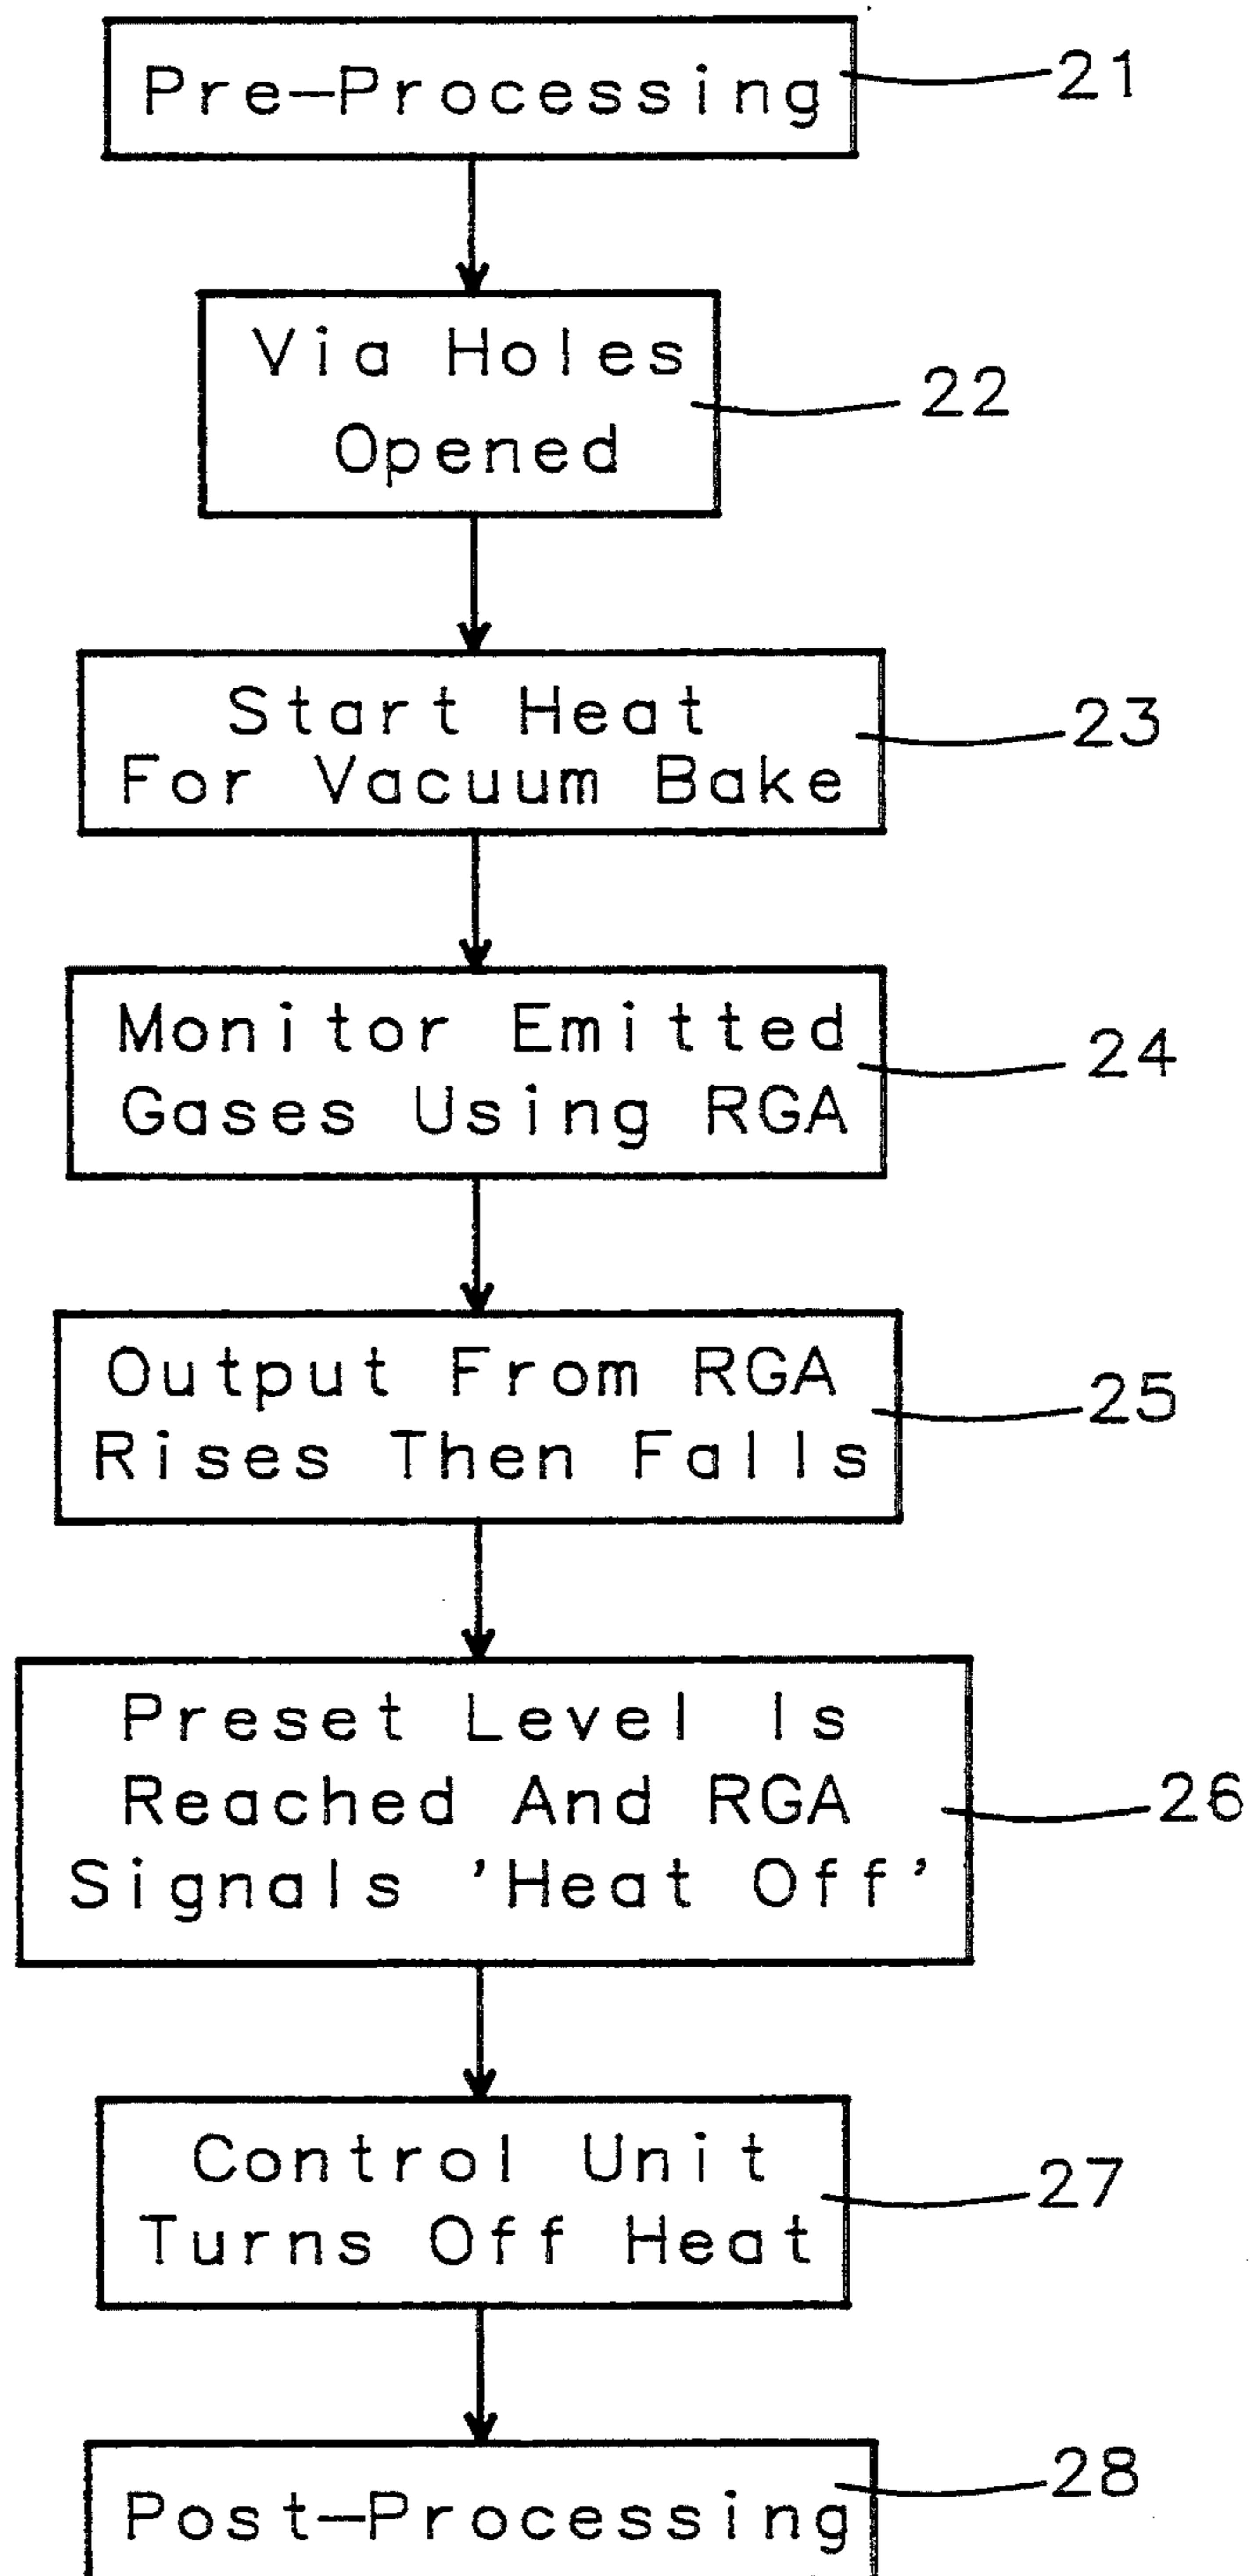 Pre-Processing 21
Via Holes 22
Opened
Start Heat 23
For Vacuum Bake
Monitor Emitted 24
Gases Using RGA
Output From RGA 25
Rises Then Falls
Preset Level Is
Reached And RGA 26
Signals 'Heat Off'
Control Unit 27
Turns Off Heat
Post-Processing 28